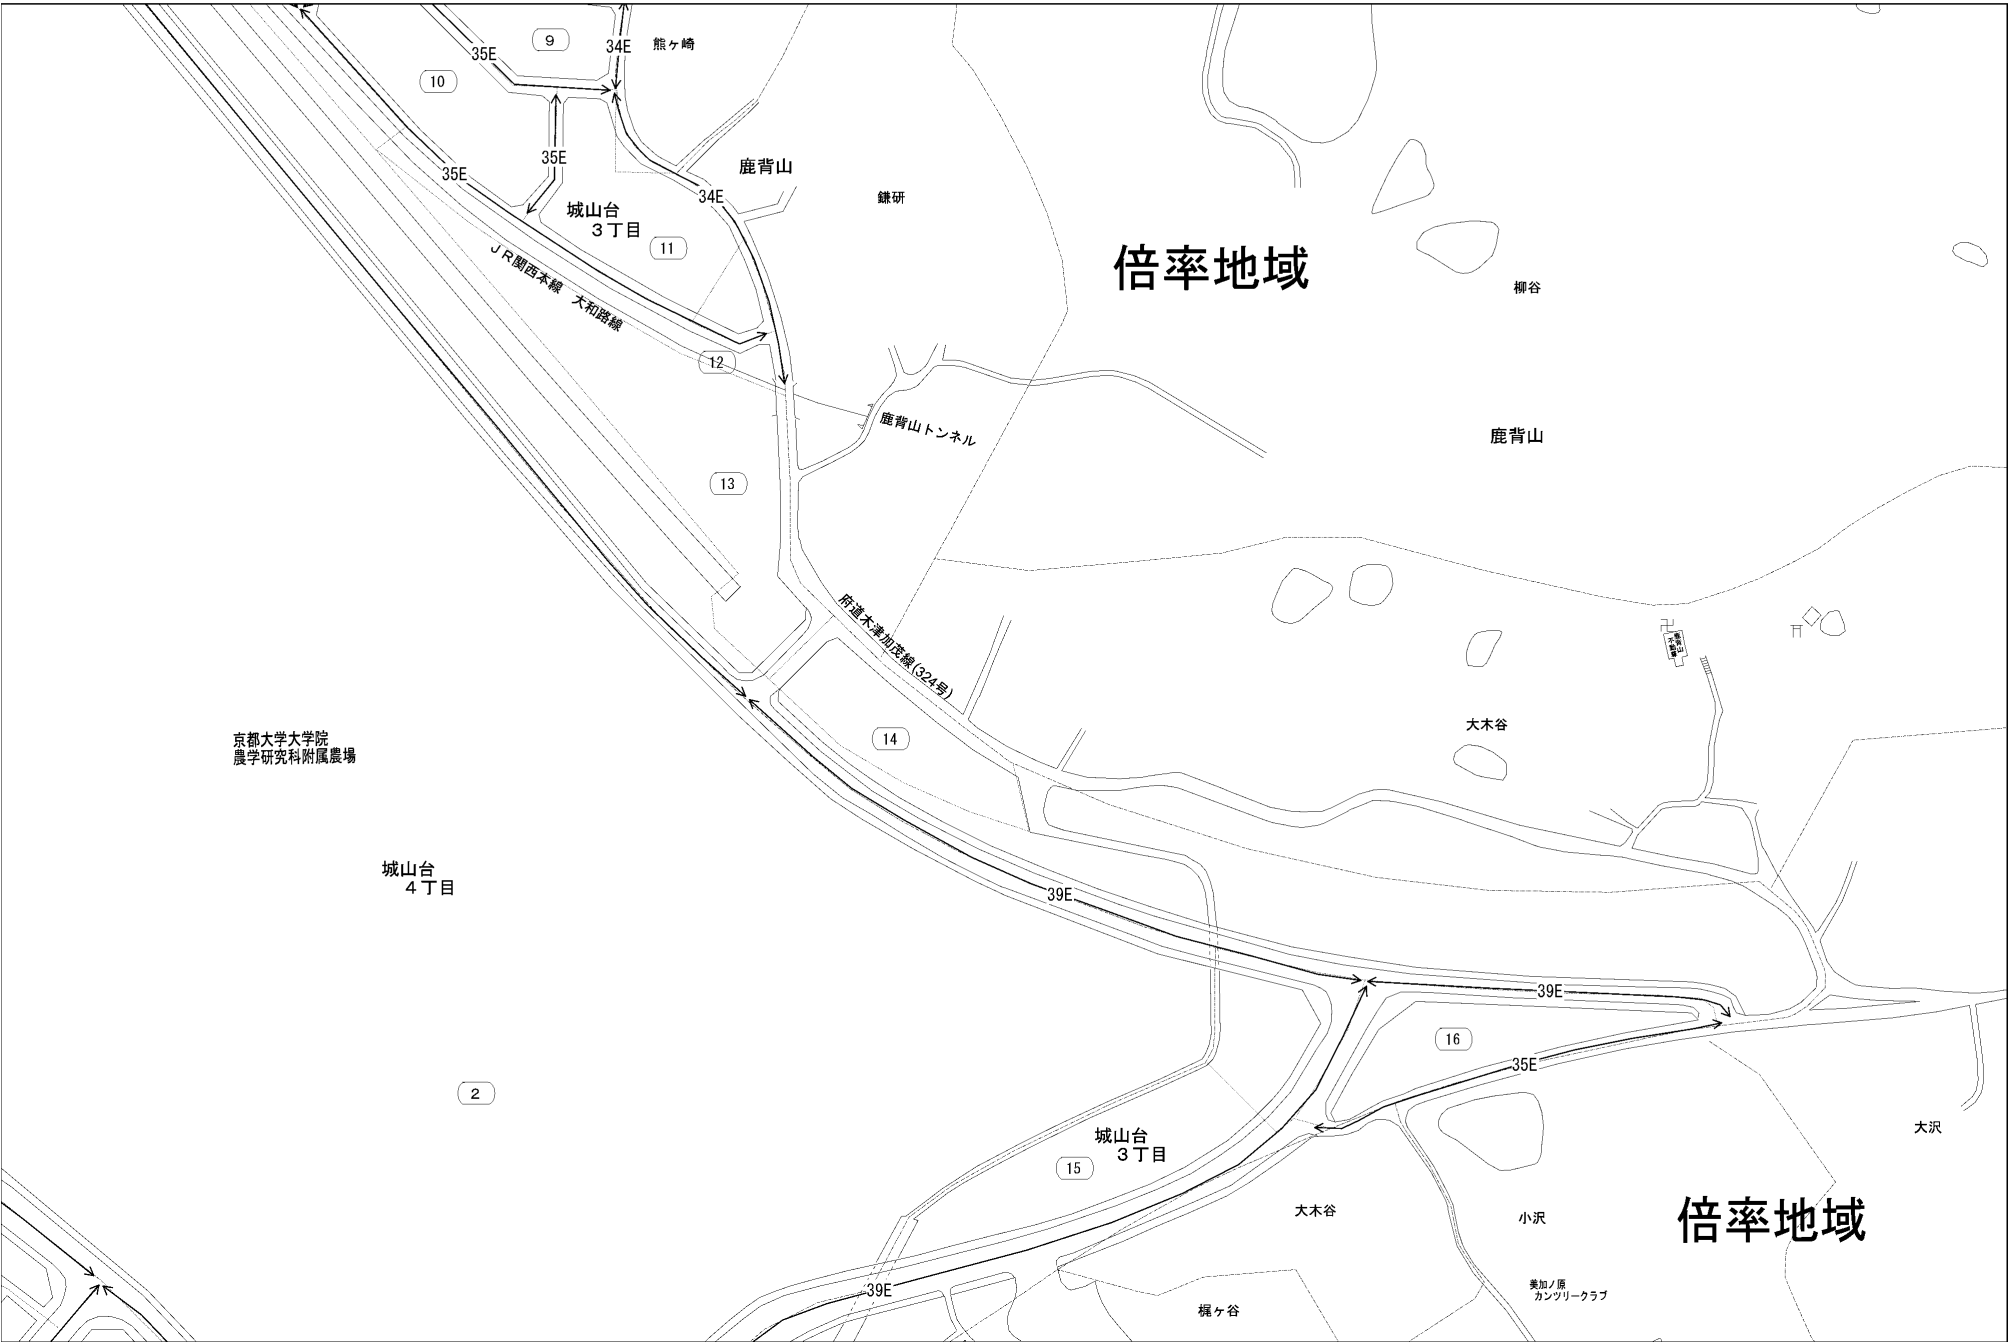 9
35E
34E
熊ヶ崎
10
35E
35E
鹿背山
34E
鎌研
城山台
3丁目
11
倍率地域
JR関西本線 大和路線
柳谷
12
鹿背山トンネル
鹿背山
13
府道木津加茂線(324号)
鹿背山
不動尊
14
大木谷
京都大学大学院
農学研究科附属農場
城山台
4丁目
39E
39E
16
35E
2
城山台
3丁目
15
大沢
大木谷
小沢
倍率地域
39E
梶ヶ谷
美加ノ原
カンツリークラブ